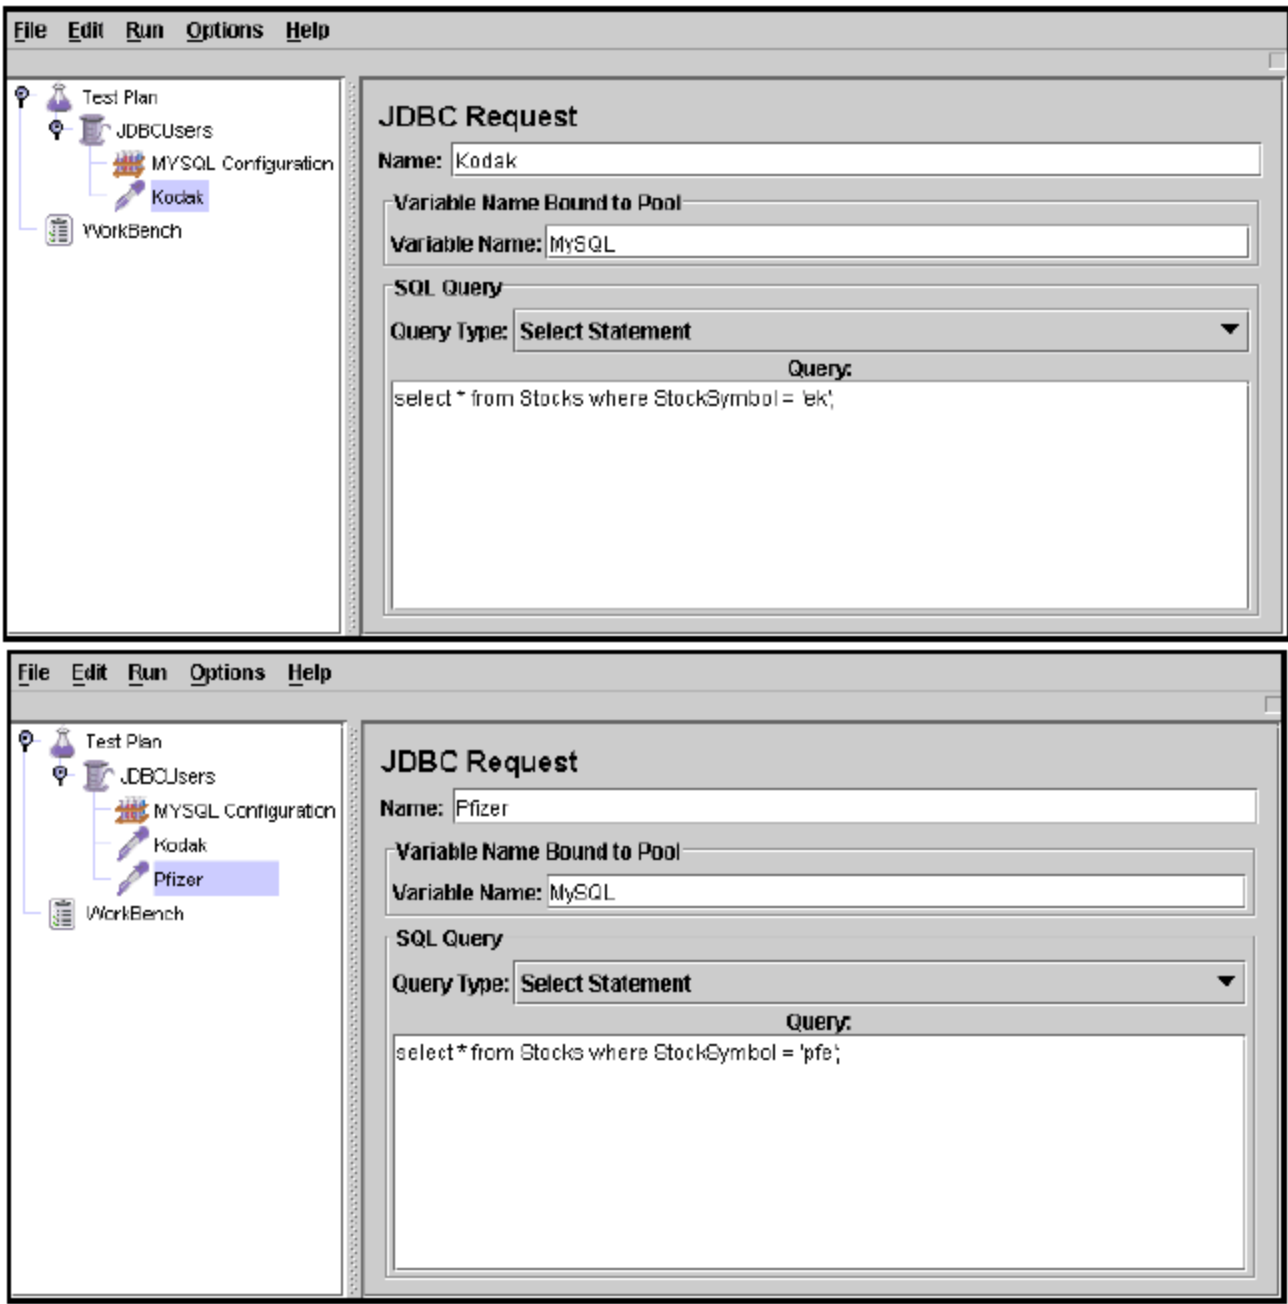 File Edit Run Options Help
Test Plan
JDBCUsers
MYSQL Configuration
Kodak
WorkBench
JDBC Request
Name: Kodak
Variable Name Bound to Pool
Variable Name: MySQL
SQL Query
Query Type: Select Statement
Query:
select * from Stocks where StockSymbol = 'ek';
File Edit Run Options Help
Test Plan
JDBCUsers
MYSQL Configuration
Kodak
Pfizer
WorkBench
JDBC Request
Name: Pfizer
Variable Name Bound to Pool
Variable Name: MySQL
SQL Query
Query Type: Select Statement
Query:
select * from Stocks where StockSymbol = 'pfe';